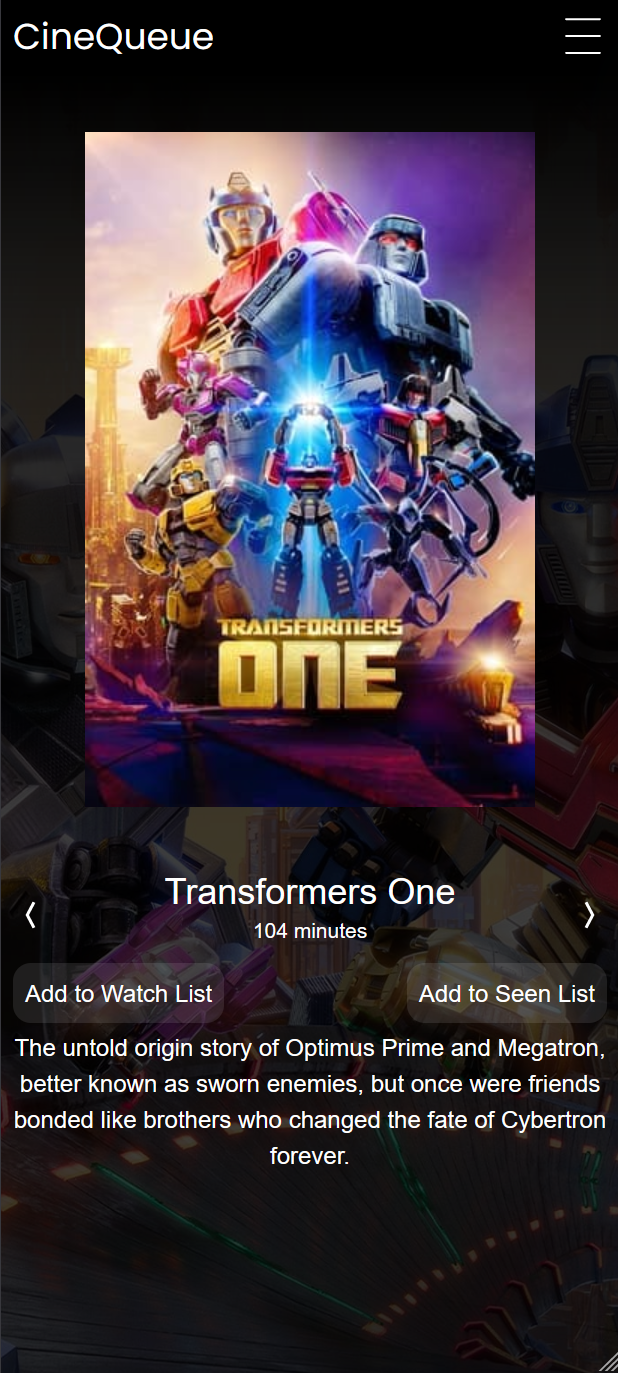 CineQueue
TRANSFORMERS
ONE
Transformers One
104 minutes
Add to Watch List
Add to Seen List
The untold origin story of Optimus Prime and Megatron,
better known as sworn enemies, but once were friends
bonded like brothers who changed the fate of Cybertron
forever.